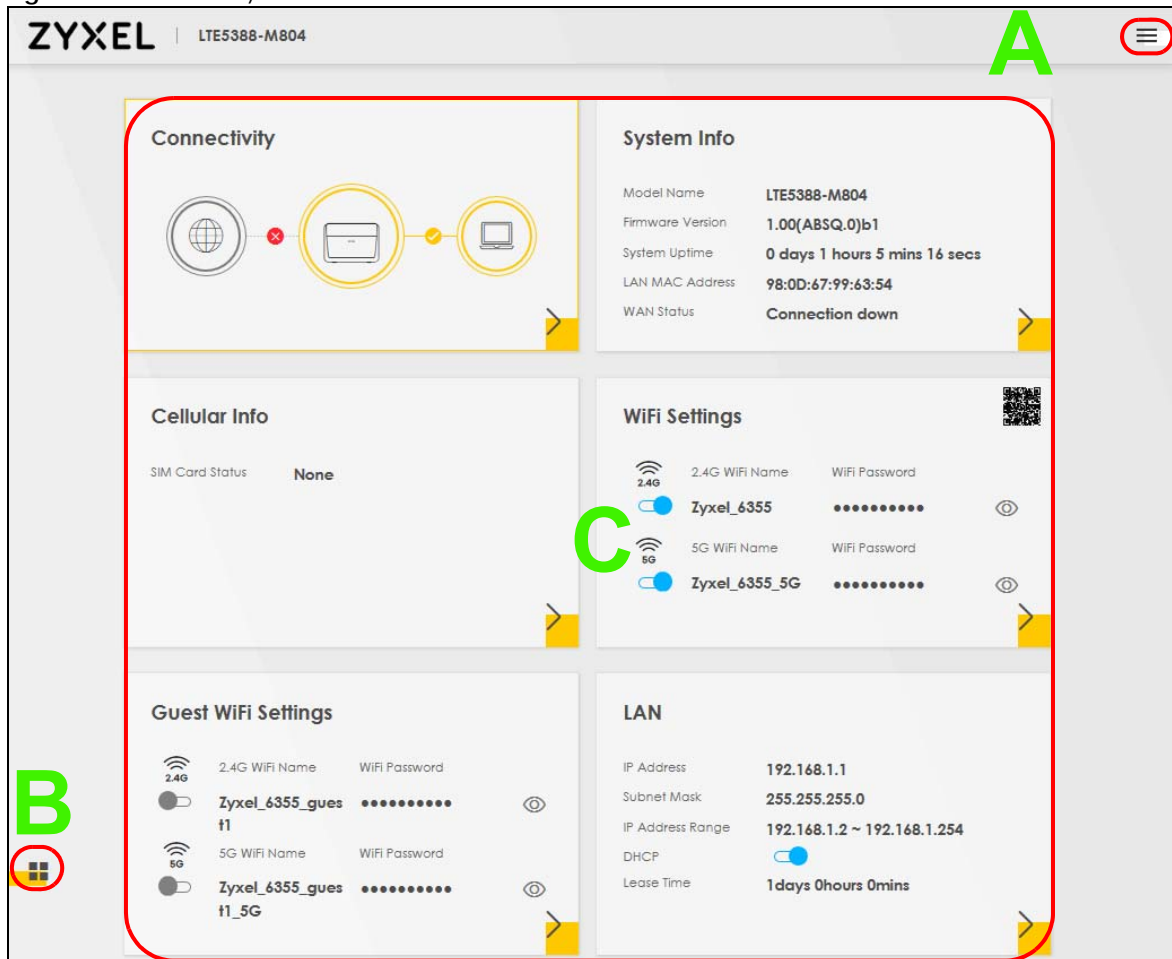 ZYXEL | LTE5388-M804
A
Connectivity
System Info
Model Name LTE5388-M804
Firmware Version 1.00(ABSQ.0)b1
System Uptime 0 days 1 hours 5 mins 16 secs
LAN MAC Address 98:0D:67:99:63:54
WAN Status Connection down
Cellular Info
SIM Card Status None
WiFi Settings
2.4G 2.4G WiFi Name WiFi Password
Zyxel_6355 ••••••••••
C
5G 5G WiFi Name WiFi Password
Zyxel_6355_5G ••••••••••
Guest WiFi Settings
2.4G 2.4G WiFi Name WiFi Password
Zyxel_6355_gues ••••••••••
t1
5G 5G WiFi Name WiFi Password
Zyxel_6355_gues ••••••••••
t1_5G
B
LAN
IP Address 192.168.1.1
Subnet Mask 255.255.255.0
IP Address Range 192.168.1.2 ~ 192.168.1.254
DHCP
Lease Time 1days 0hours 0mins